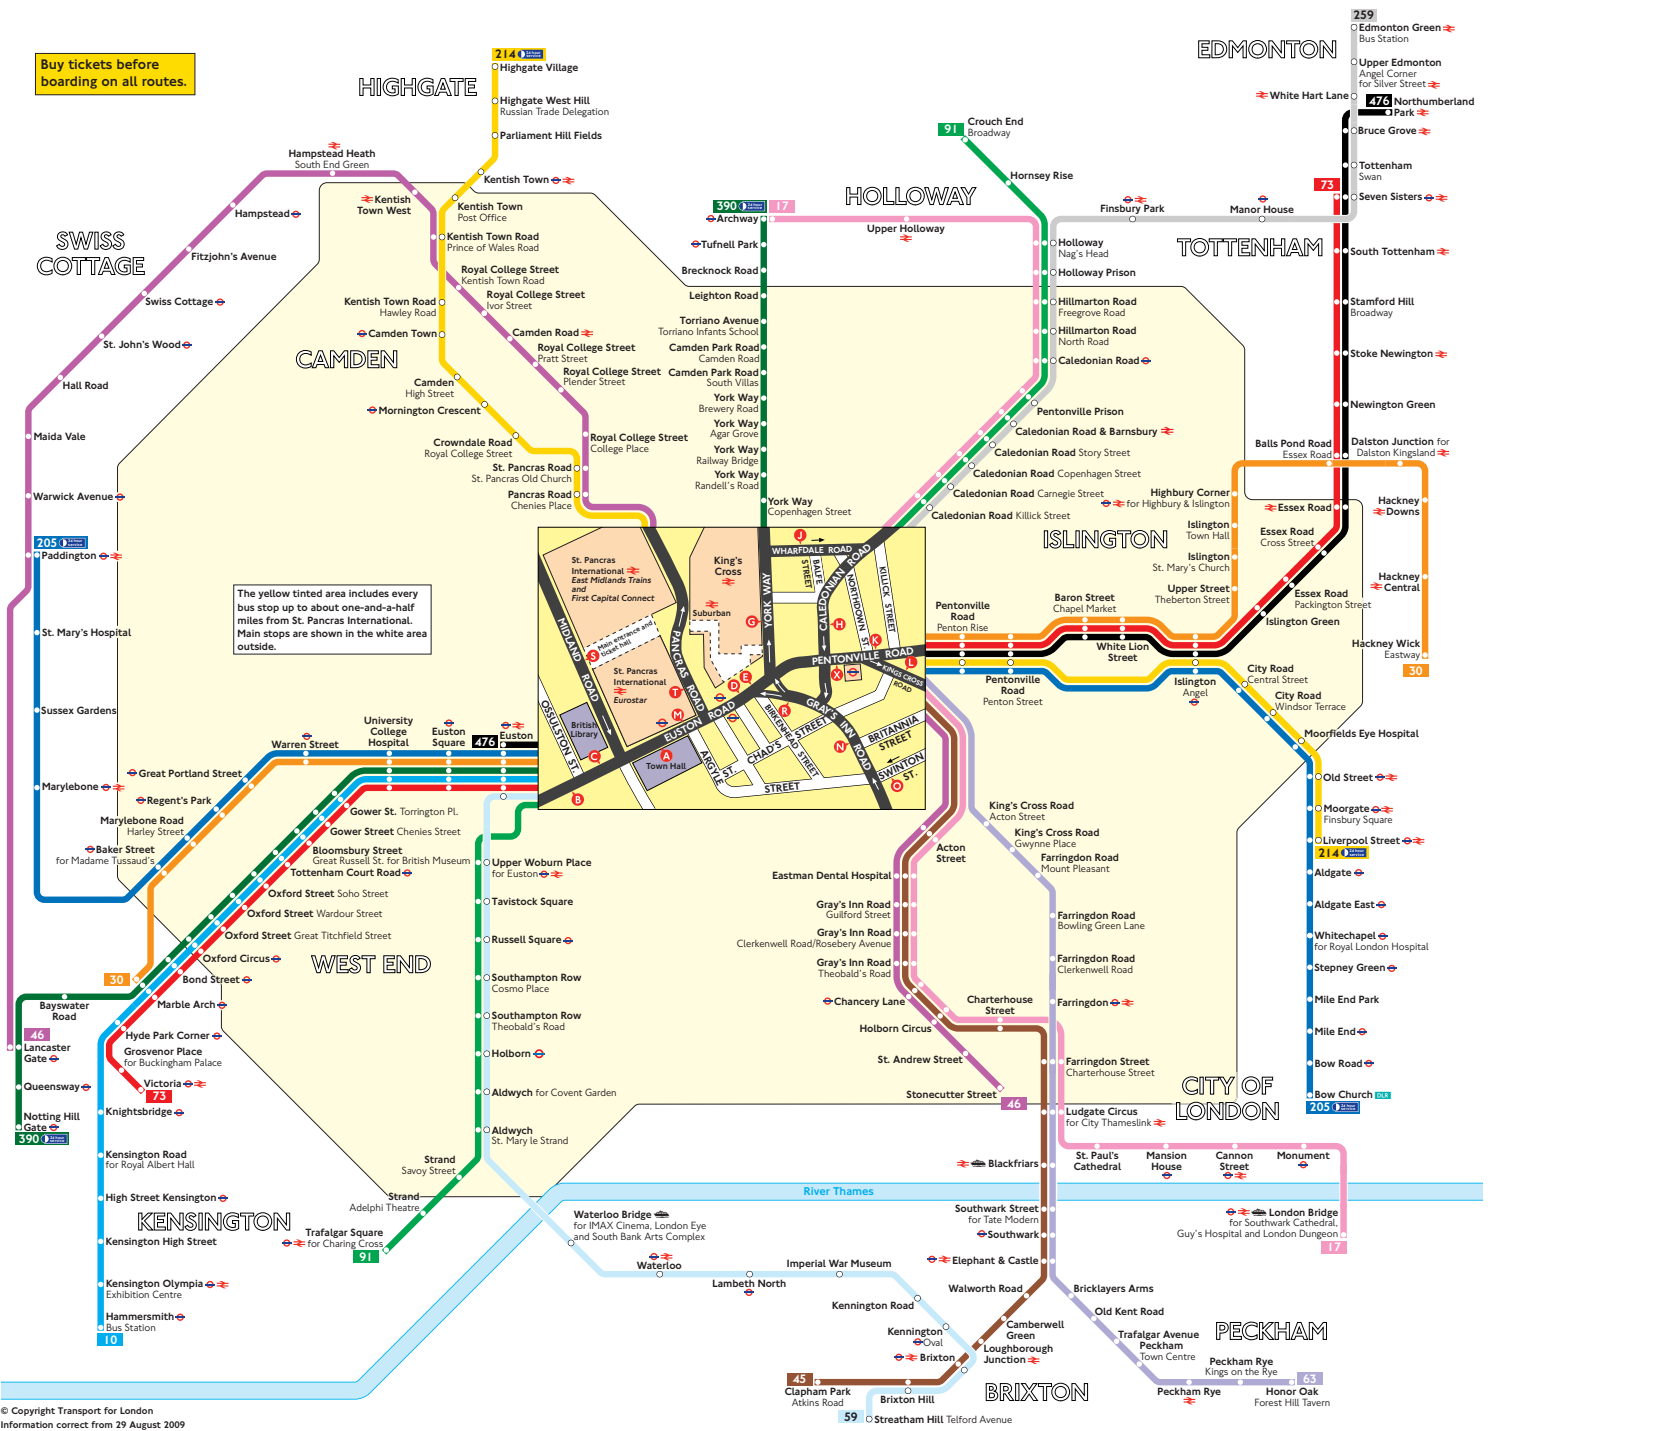 259
Edmonton Green
Bus Station
EDMONTON
Upper Edmonton
Angel Corner
for Silver Street
White Hart Lane
476 Northumberland
Park
Bruce Grove
Tottenham
Swan
73
Seven Sisters
Buy tickets before
boarding on all routes.
214 24 hour service
Highgate Village
HIGHGATE
Highgate West Hill
Russian Trade Delegation
Parliament Hill Fields
Kentish Town
Hampstead Heath
South End Green
Kentish
Town West
Kentish Town
Post Office
Hampstead
Kentish Town Road
Prince of Wales Road
SWISS
COTTAGE
Fitzjohn's Avenue
Royal College Street
Kentish Town Road
Royal College Street
Ivor Street
Swiss Cottage
Kentish Town Road
Hawley Road
Camden Town
Camden Road
St. John's Wood
CAMDEN
Royal College Street
Pratt Street
Royal College Street
Plender Street
Hall Road
Camden
High Street
Mornington Crescent
Maida Vale
Crowndale Road
Royal College Street
Royal College Street
College Place
St. Pancras Road
St. Pancras Old Church
Pancras Road
Chenies Place
Warwick Avenue
91
Crouch End
Broadway
Hornsey Rise
HOLLOWAY
390 24 hour service
17
Archway
Upper Holloway
Finsbury Park
Manor House
TOTTENHAM
Tufnell Park
Holloway
Nag's Head
Brecknock Road
Holloway Prison
South Tottenham
Leighton Road
Hillmarton Road
Freegrove Road
Stamford Hill
Broadway
Torriano Avenue
Torriano Infants School
Hillmarton Road
North Road
Camden Park Road
Camden Road
Caledonian Road
Stoke Newington
Camden Park Road
South Villas
York Way
Brewery Road
Pentonville Prison
Newington Green
York Way
Agar Grove
Caledonian Road & Barnsbury
York Way
Railway Bridge
Caledonian Road Story Street
Balls Pond Road
Essex Road
Dalston Junction for
Dalston Kingsland
York Way
Randell's Road
Caledonian Road Copenhagen Street
Caledonian Road Carnegie Street
York Way
Copenhagen Street
Caledonian Road Killick Street
Highbury Corner
for Highbury & Islington
Essex Road
Hackney
Downs
Islington
Town Hall
ISLINGTON
Essex Road
Cross Street
Islington
St. Mary's Church
Upper Street
Theberton Street
Hackney
Central
Essex Road
Packington Street
Islington Green
Hackney Wick
Eastway
30
205 24 hour service
Paddington
St. Mary's Hospital
Sussex Gardens
Marylebone
The yellow tinted area includes every
bus stop up to about one-and-a-half
miles from St. Pancras International.
Main stops are shown in the white area
outside.
St. Pancras
International
East Midlands Trains
and
First Capital Connect
King's
Cross
Suburban
Main entrance and
ticket hall
St. Pancras
International
Eurostar
British
Library
Town Hall
WHARFDALE ROAD
BALFE
STREET
YORK WAY
CALEDONIAN ROAD
NORTHDOWN ST.
KILLICK STREET
MIDLAND ROAD
PANCRAS ROAD
PENTONVILLE ROAD
KINGS CROSS
ROAD
EUSTON ROAD
GRAY'S INN ROAD
OSSULSTON ST.
ARGYLE
STREET
BIRKENHEAD STREET
ST. CHAD'S STREET
BRITANNIA
STREET
SWINTON
ST.
J
G
H
K
L
S
T
E
D
X
M
R
N
C
A
B
O
Pentonville
Road
Penton Rise
Baron Street
Chapel Market
White Lion
Street
Pentonville
Road
Penton Street
Islington
Angel
City Road
Central Street
City Road
Windsor Terrace
Moorfields Eye Hospital
Old Street
Moorgate
Finsbury Square
Liverpool Street
214 24 hour service
Aldgate
Aldgate East
Whitechapel
for Royal London Hospital
Stepney Green
Mile End Park
Mile End
Bow Road
Bow Church DLR
205 24 hour service
Warren Street
University
College
Hospital
Euston
Square
476
Euston
Great Portland Street
Regent's Park
Marylebone Road
Harley Street
Baker Street
for Madame Tussaud's
Gower St. Torrington Pl.
Gower Street Chenies Street
Bloomsbury Street
Great Russell St. for British Museum
Tottenham Court Road
Oxford Street Soho Street
Oxford Street Wardour Street
Oxford Street Great Titchfield Street
Oxford Circus
Bond Street
Marble Arch
WEST END
30
Bayswater
Road
46
Lancaster
Gate
Hyde Park Corner
Grosvenor Place
for Buckingham Palace
Victoria
73
Queensway
Notting Hill
Gate
390 24 hour service
Knightsbridge
Kensington Road
for Royal Albert Hall
High Street Kensington
KENSINGTON
Kensington High Street
Kensington Olympia
Exhibition Centre
Hammersmith
Bus Station
10
Upper Woburn Place
for Euston
Tavistock Square
Russell Square
Southampton Row
Cosmo Place
Southampton Row
Theobald's Road
Holborn
Aldwych for Covent Garden
Aldwych
St. Mary le Strand
Strand
Savoy Street
Strand
Adelphi Theatre
Trafalgar Square
for Charing Cross
91
King's Cross Road
Acton Street
King's Cross Road
Gwynne Place
Acton
Street
Farringdon Road
Mount Pleasant
Eastman Dental Hospital
Gray's Inn Road
Guilford Street
Farringdon Road
Bowling Green Lane
Gray's Inn Road
Clerkenwell Road/Rosebery Avenue
Gray's Inn Road
Theobald's Road
Farringdon Road
Clerkenwell Road
Chancery Lane
Charterhouse
Street
Farringdon
Holborn Circus
St. Andrew Street
Farringdon Street
Charterhouse Street
Stonecutter Street
46
CITY OF
LONDON
Ludgate Circus
for City Thameslink
St. Paul's
Cathedral
Mansion
House
Cannon
Street
Monument
Blackfriars
River Thames
Southwark Street
for Tate Modern
Southwark
London Bridge
for Southwark Cathedral,
Guy's Hospital and London Dungeon
17
Elephant & Castle
Waterloo Bridge
for IMAX Cinema, London Eye
and South Bank Arts Complex
Waterloo
Lambeth North
Imperial War Museum
Walworth Road
Bricklayers Arms
Kennington Road
Old Kent Road
Camberwell
Green
Kennington
Oval
Trafalgar Avenue
Peckham
Town Centre
PECKHAM
Loughborough
Junction
Brixton
Peckham Rye
Kings on the Rye
45
Clapham Park
Atkins Road
Brixton Hill
BRIXTON
Peckham Rye
63
Honor Oak
Forest Hill Tavern
59
Streatham Hill Telford Avenue
© Copyright Transport for London
Information correct from 29 August 2009